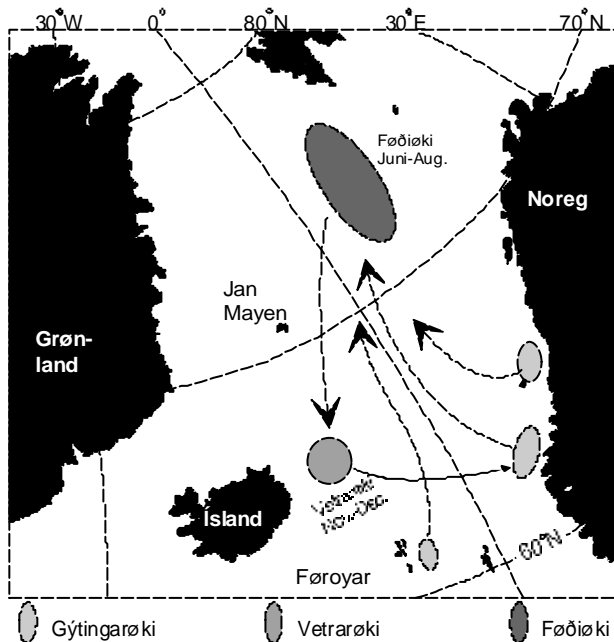 30°W 0° 80°N 30°E 70°N
Føðiøki
Juni-Aug.
Noreg
Jan
Mayen
Grøn-
land
Vetrarøki
Nov.-Des.
Ísland
60°N
Føroyar
Gýtingarøki Vetrarøki Føðiøki